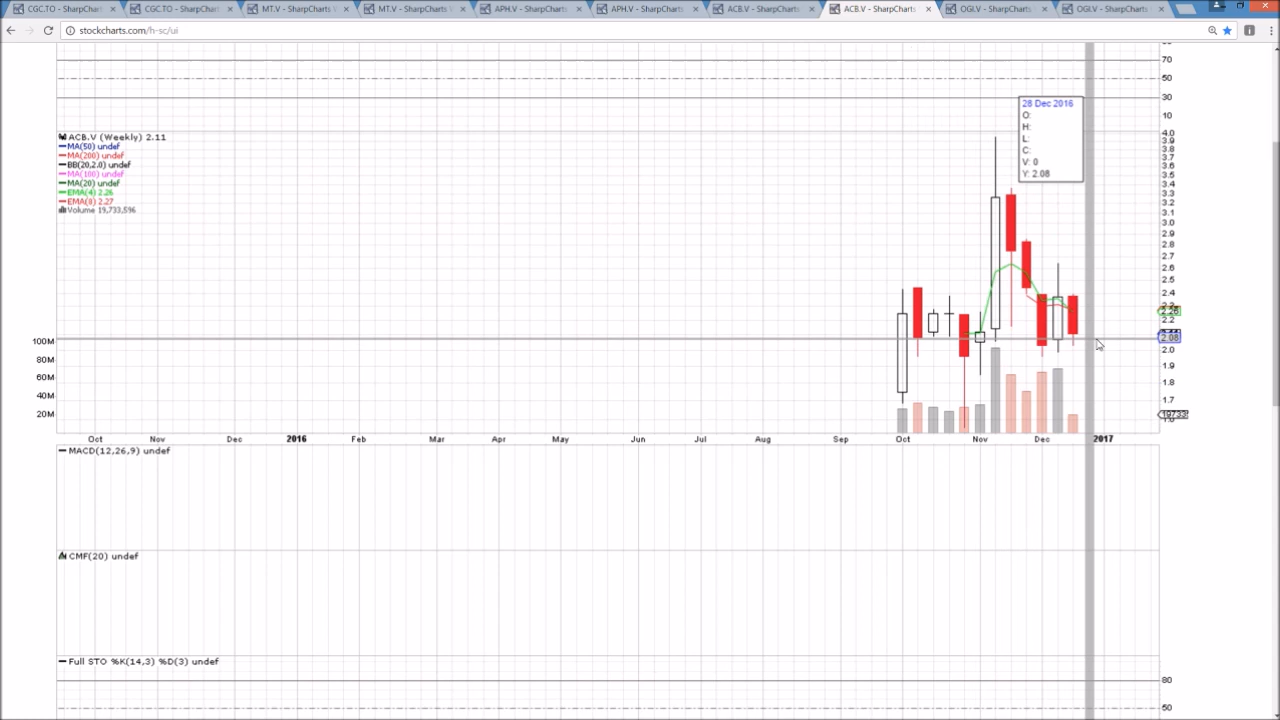 CGC.TO - SharpChar
CGC.TO - SharpChar
MT.V - SharpCharts W
MT.V - SharpCharts W
APH.V - SharpCharts
APH.V - SharpCharts
ACB.V - SharpCharts
ACB.V - SharpCharts
OGI.V - SharpCharts
OGI.V - SharpCharts W
stockcharts.com/h-sc/ui
70
50
30
10
28 Dec 2016
O:
H:
L:
C:
V: 0
Y: 2.08
ACB.V (Weekly) 2.11
MA(50) undef
MA(200) undef
BB(20,2.0) undef
MA(100) undef
MA(20) undef
EMA(4) 2.26
EMA(8) 2.27
Volume 19,733,596
4.0
3.9
3.8
3.7
3.6
3.5
3.4
3.3
3.2
3.1
3.0
2.9
2.8
2.7
2.6
2.5
2.4
2.3
2.26
2.2
2.08
2.0
1.9
1.8
1.7
1.6
100M
80M
60M
40M
20M
19733
Oct Nov Dec 2016 Feb Mar Apr May Jun Jul Aug Sep Oct Nov Dec 2017
MACD(12,26,9) undef
CMF(20) undef
Full STO %K(14,3) %D(3) undef
80
50